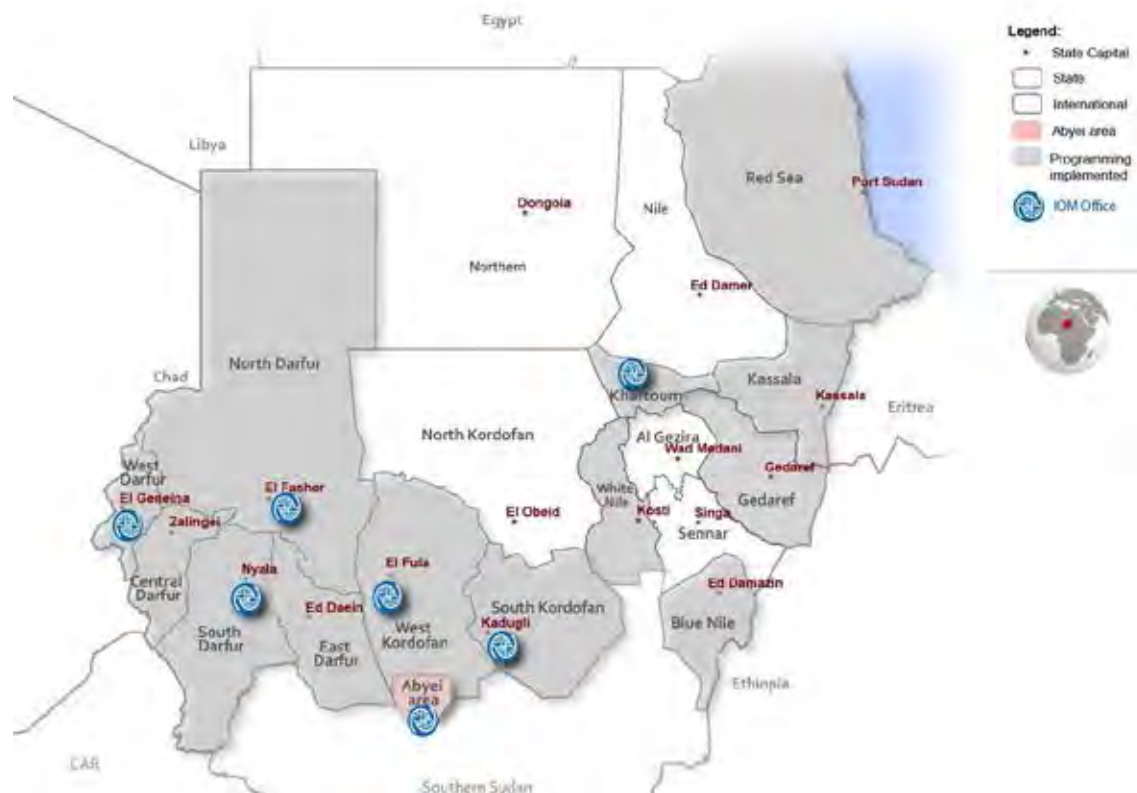 Egypt
Legend:
State Capital
State
International
Abyei area
Programming
implemented
IOM Office
Libya
Red Sea
Port Sudan
Dongola
Nile
Northern
Ed Damer
North Darfur
Chad
Khartoum
Kassala
Kassala
Eritrea
North Kordofan
Al Gezira
Wad Medani
West
Darfur
Gedaref
Gedaref
El Geneina
El Fasher
White
Nile
Zalingei
El Obeid
Kosti
Singa
Sennar
Nyala
El Fula
Central
Darfur
Ed Damazin
Ed Daein
South Kordofan
Kadugli
Blue Nile
South
Darfur
West
Kordofan
East
Darfur
Abyei
area
Ethiopia
CAR
Southern Sudan